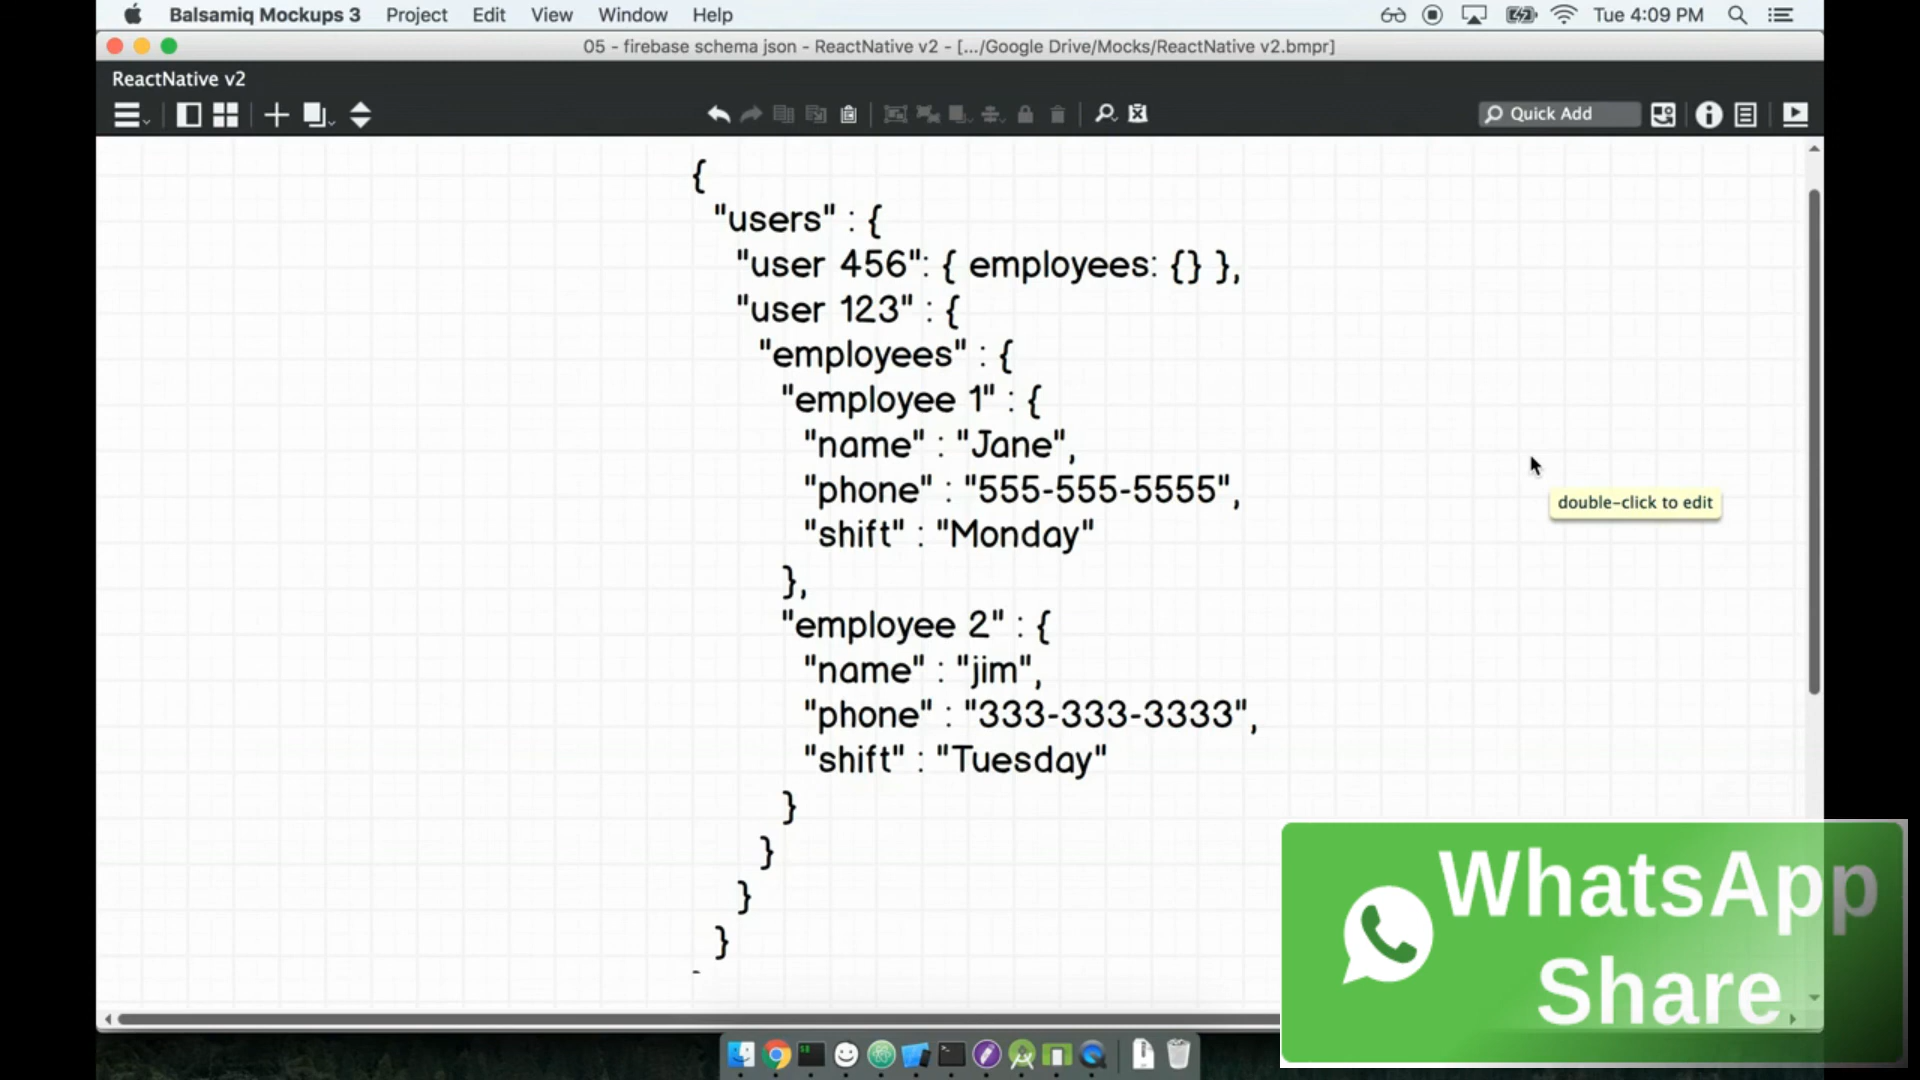 Balsamiq Mockups 3 Project Edit View Window Help Tue 4:09 PM
05 - firebase schema json - ReactNative v2 - [.../Google Drive/Mocks/ReactNative v2.bmpr]
ReactNative v2
Quick Add
{
"users" : {
"user 456": { employees: {} },
"user 123" : {
"employees" : {
"employee 1" : {
"name" : "Jane",
"phone" : "555-555-5555",
"shift" : "Monday"
},
"employee 2" : {
"name" : "jim",
"phone" : "333-333-3333",
"shift" : "Tuesday"
}
}
}
}
double-click to edit
WhatsApp
Share